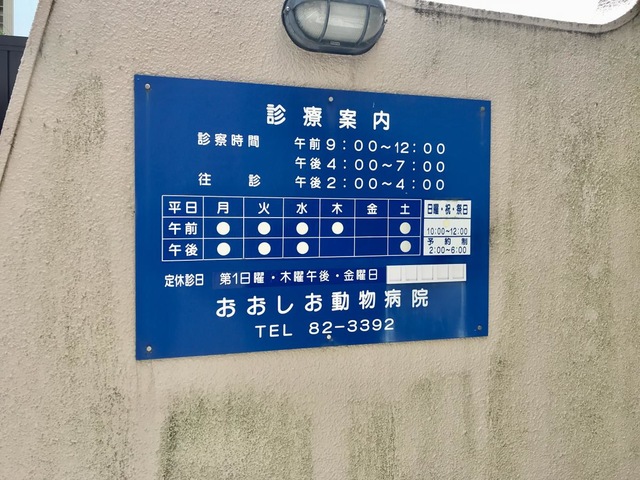 診療案内
診察時間 午前 9:00~12:00
午後 4:00~7:00
往診 午後 2:00~4:00
平日 月 火 水 木 金 土 日曜・祝・祭日
午前 ● ● ● ● ● 10:00~12:00
午後 ● ● ● ● 予約制 2:00~6:00
定休診日 第1日曜・木曜午後・金曜日
おおしお動物病院
TEL 82-3392